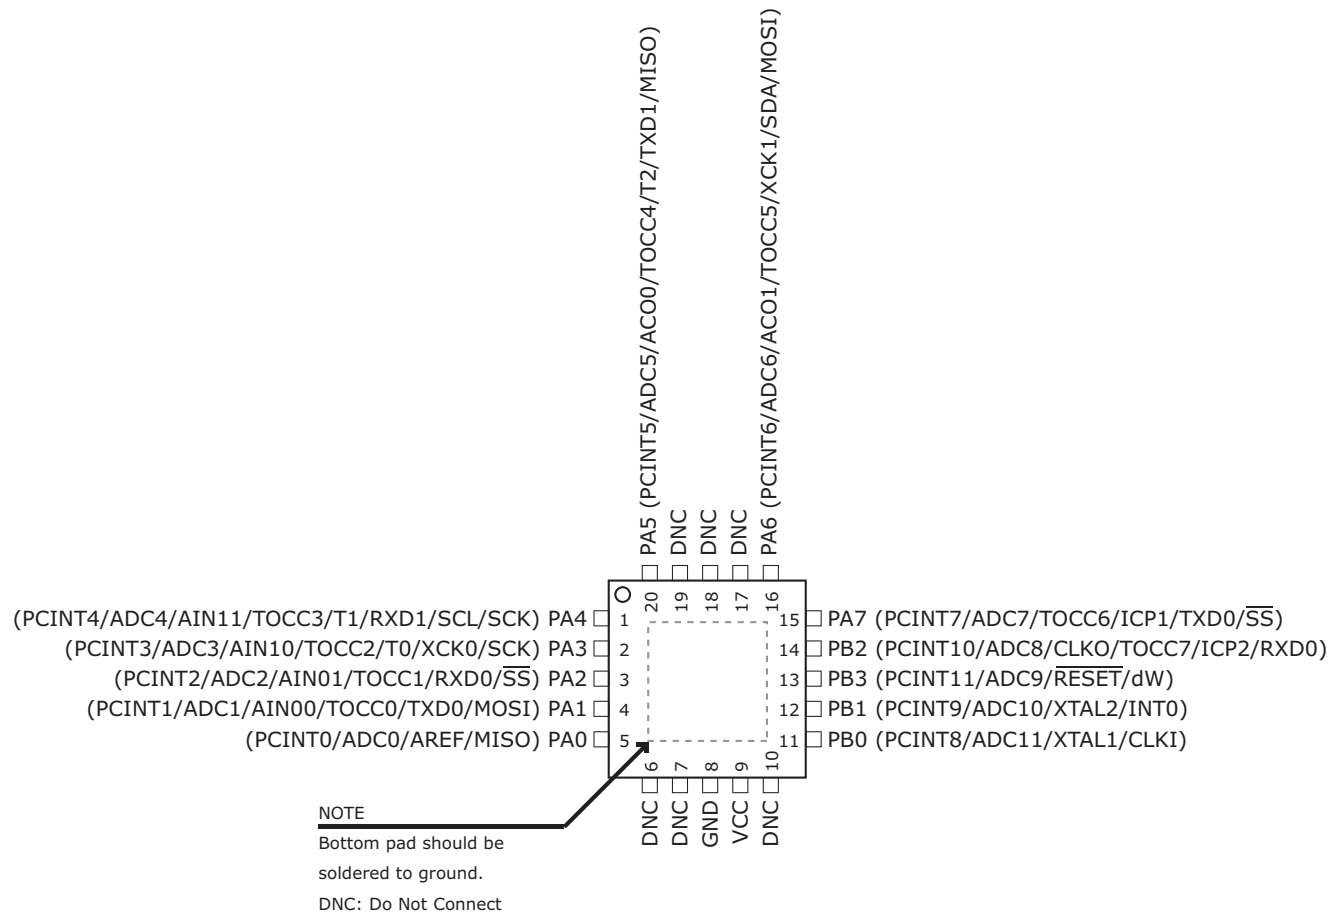 PA5 (PCINT5/ADC5/ACO0/TOCC4/T2/TXD1/MISO)
DNC
DNC
DNC
PA6 (PCINT6/ADC6/ACO1/TOCC5/XCK1/SDA/MOSI)
20 19 18 17 16
(PCINT4/ADC4/AIN11/TOCC3/T1/RXD1/SCL/SCK) PA4 1 15 PA7 (PCINT7/ADC7/TOCC6/ICP1/TXD0/S̅S̅)
(PCINT3/ADC3/AIN10/TOCC2/T0/XCK0/SCK) PA3 2 14 PB2 (PCINT10/ADC8/CLKO/TOCC7/ICP2/RXD0)
(PCINT2/ADC2/AIN01/TOCC1/RXD0/S̅S̅) PA2 3 13 PB3 (PCINT11/ADC9/R̅E̅S̅E̅T̅/dW)
(PCINT1/ADC1/AIN00/TOCC0/TXD0/MOSI) PA1 4 12 PB1 (PCINT9/ADC10/XTAL2/INT0)
(PCINT0/ADC0/AREF/MISO) PA0 5 11 PB0 (PCINT8/ADC11/XTAL1/CLKI)
6 7 8 9 10
DNC
DNC
GND
VCC
DNC
NOTE
Bottom pad should be
soldered to ground.
DNC: Do Not Connect